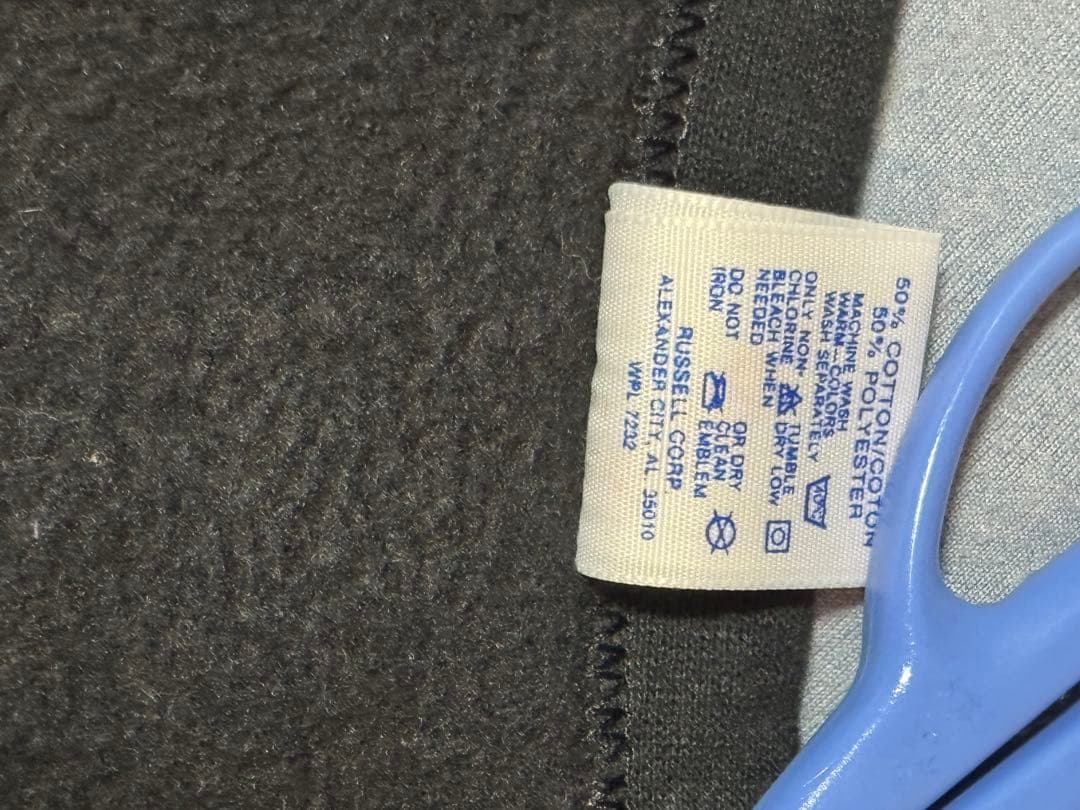 50% COTTON/COTON
50% POLYESTER
MACHINE WASH
WARM—COLORS
WASH SEPARATELY
ONLY NON-
CHLORINE
BLEACH WHEN
NEEDED
TUMBLE
DRY LOW
DO NOT
IRON
OR DRY
CLEAN
EMBLEM
RUSSELL CORP
ALEXANDER CITY, AL 35010
WPL 7232